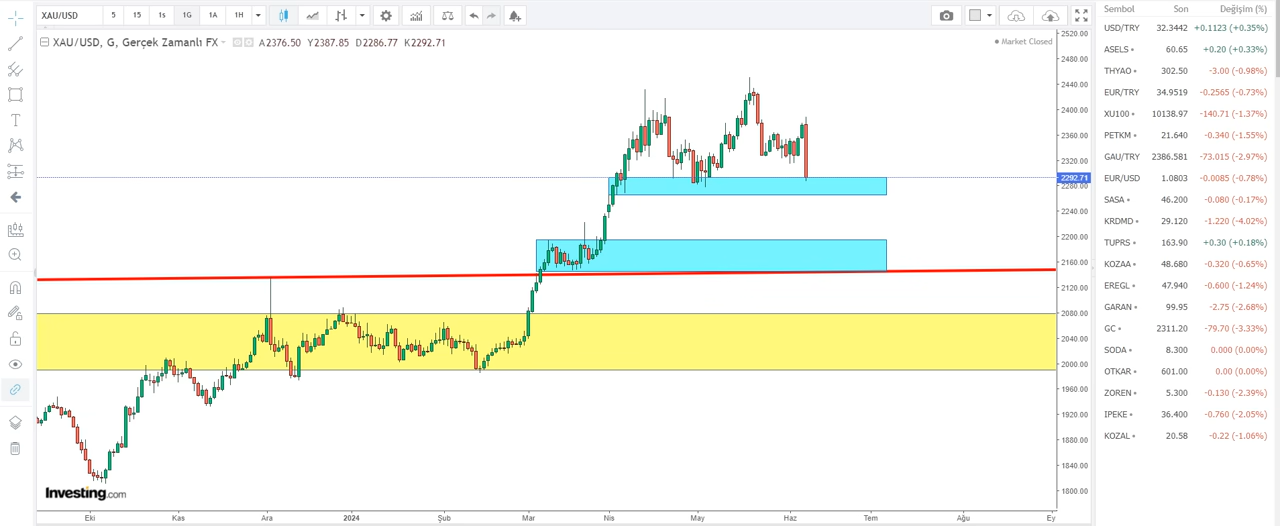 XAU/USD 5 15 1s 1G 1A 1H
XAU/USD, G, Gerçek Zamanlı FX A2376.50 Y2387.85 D2286.77 K2292.71
Market Closed
2520.00
2480.00
2440.00
2400.00
2360.00
2320.00
2292.71
2280.00
2240.00
2200.00
2160.00
2120.00
2080.00
2040.00
2000.00
1960.00
1920.00
1880.00
1840.00
1800.00
Investing.com
Eki Kas Ara 2024 Şub Mar Nis May Haz Tem Ağu Ey
Sembol Son Değişim (%)
USD/TRY 32.3442 +0.1123 (+0.35%)
ASELS 60.65 +0.20 (+0.33%)
THYAO 302.50 -3.00 (-0.98%)
EUR/TRY 34.9519 -0.2565 (-0.73%)
XU100 10138.97 -140.71 (-1.37%)
PETKM 21.640 -0.340 (-1.55%)
GAU/TRY 2386.581 -73.015 (-2.97%)
EUR/USD 1.0803 -0.0085 (-0.78%)
SASA 46.200 -0.080 (-0.17%)
KRDMD 29.120 -1.220 (-4.02%)
TUPRS 163.90 +0.30 (+0.18%)
KOZAA 48.680 -0.320 (-0.65%)
EREGL 47.940 -0.600 (-1.24%)
GARAN 99.95 -2.75 (-2.68%)
GC 2311.20 -79.70 (-3.33%)
SODA 8.300 0.000 (0.00%)
OTKAR 601.00 0.00 (0.00%)
ZOREN 5.300 -0.130 (-2.39%)
IPEKE 36.400 -0.760 (-2.05%)
KOZAL 20.58 -0.22 (-1.06%)